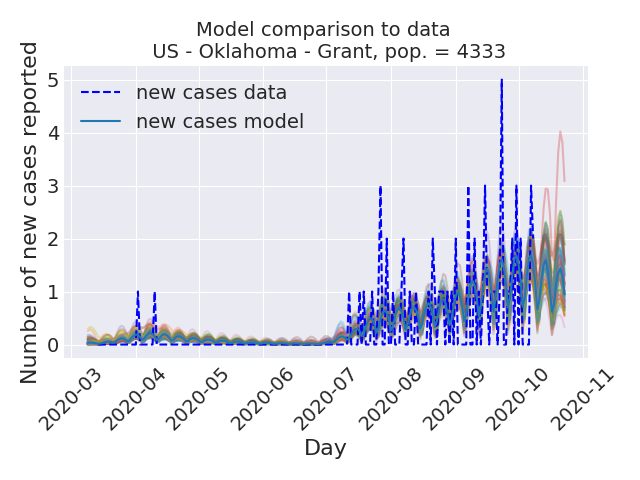 Model comparison to data
US - Oklahoma - Grant, pop. = 4333
Number of new cases reported
5
4
3
2
1
0
new cases data
new cases model
2020-03
2020-04
2020-05
2020-06
2020-07
2020-08
2020-09
2020-10
2020-11
Day